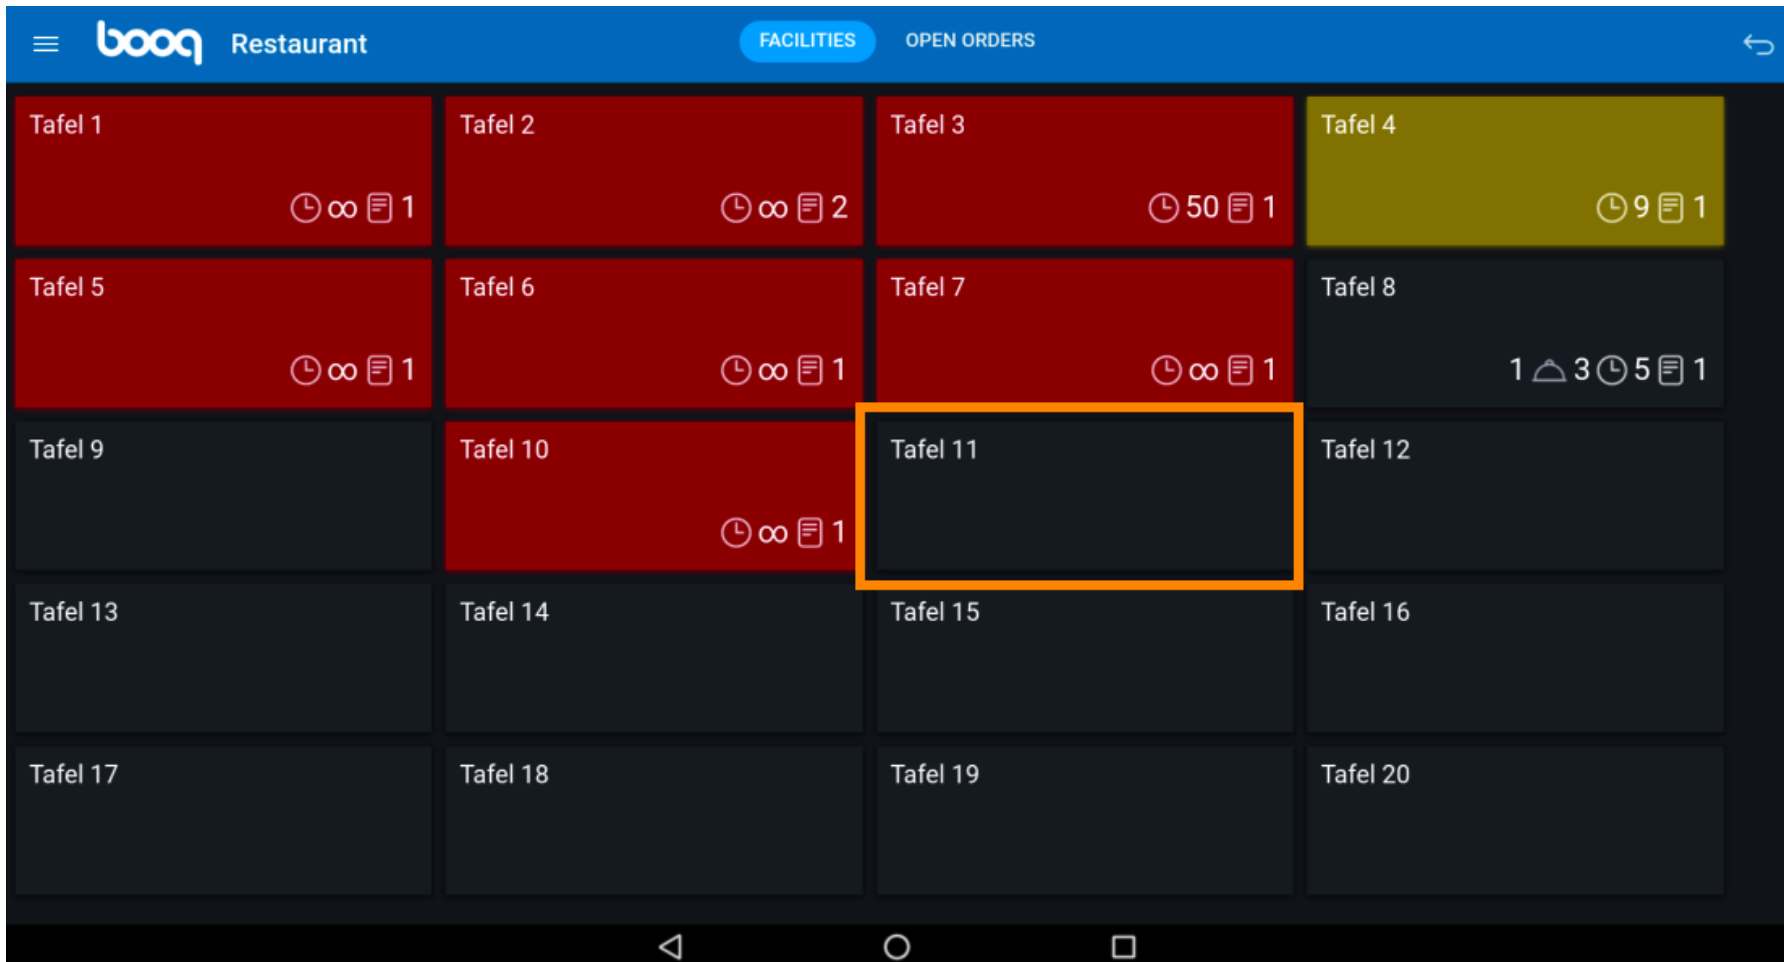 booq Restaurant FACILITIES OPEN ORDERS
Tafel 1 Tafel 2 Tafel 3 Tafel 4
∞ 1 ∞ 2 50 1 9 1
Tafel 5 Tafel 6 Tafel 7 Tafel 8
∞ 1 ∞ 1 ∞ 1 1 3 5 1
Tafel 9 Tafel 10 Tafel 11 Tafel 12
∞ 1
Tafel 13 Tafel 14 Tafel 15 Tafel 16
Tafel 17 Tafel 18 Tafel 19 Tafel 20